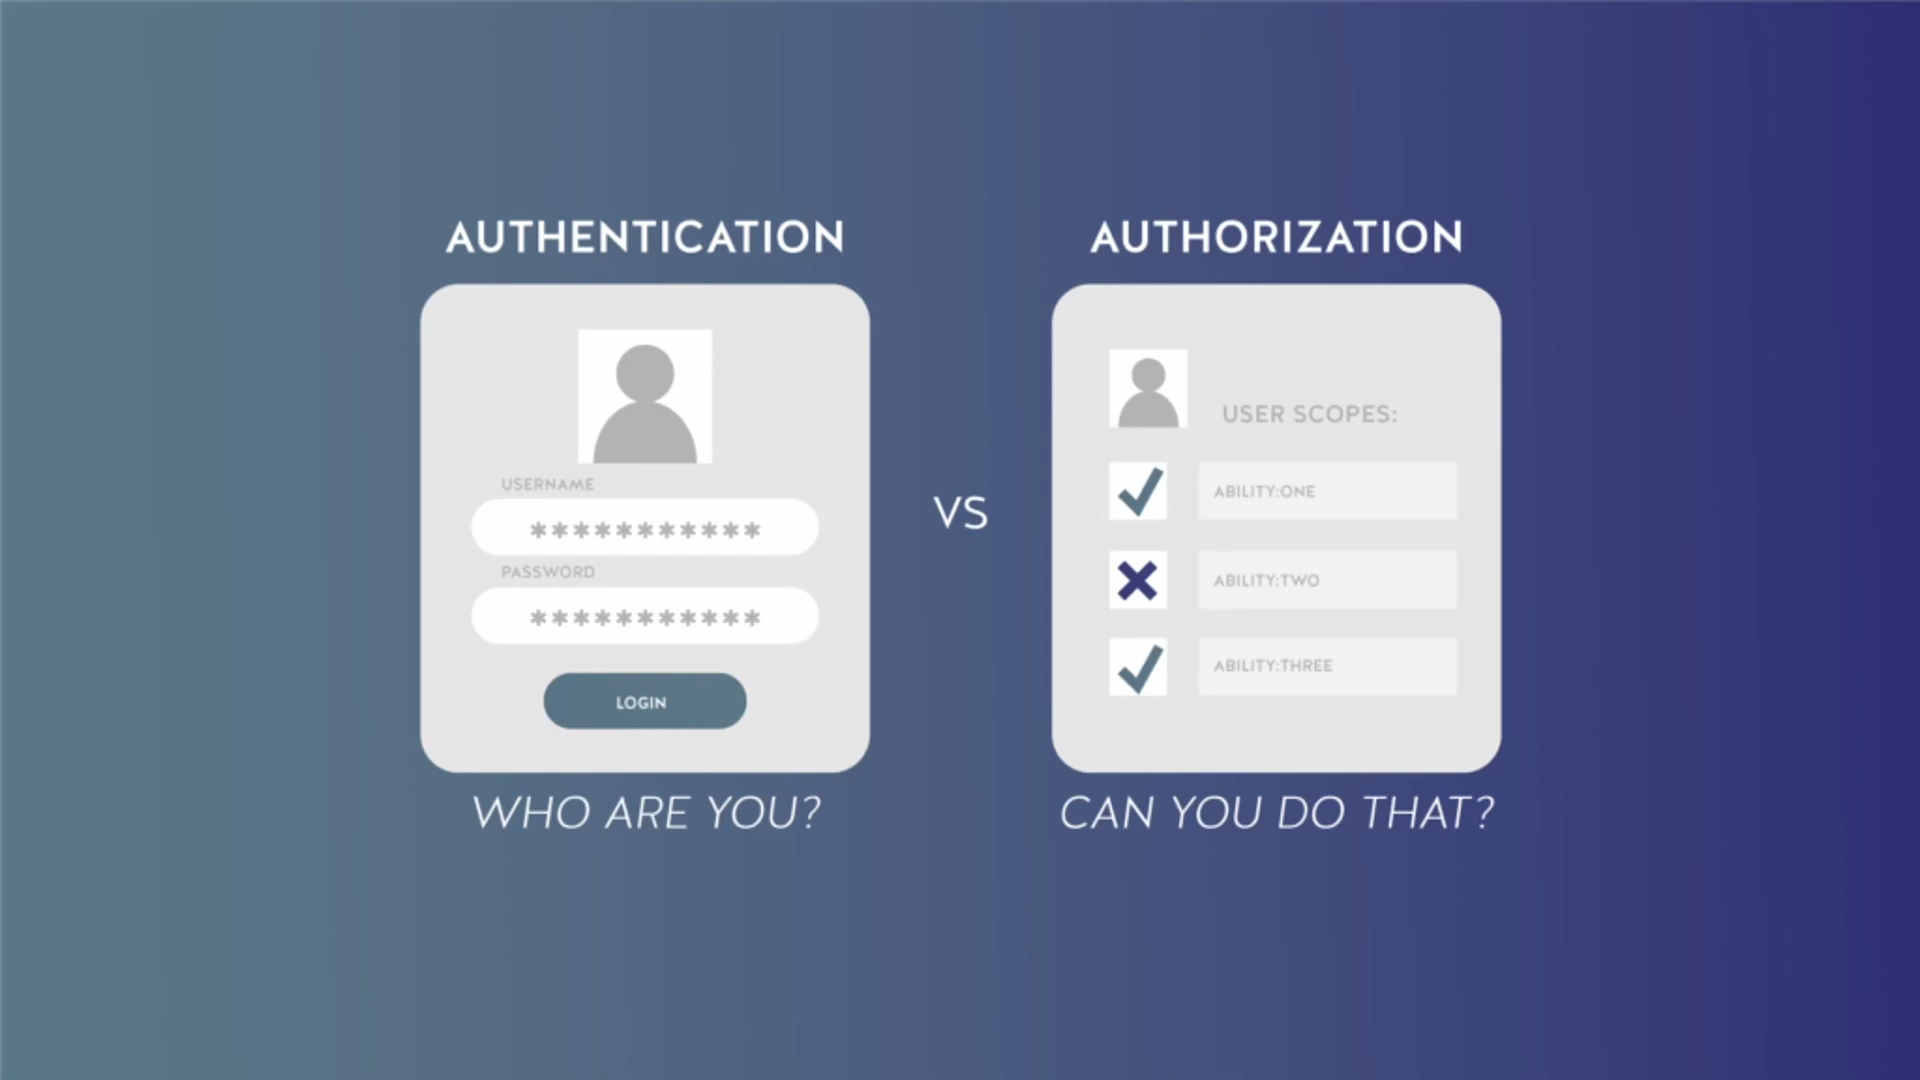 AUTHENTICATION
USERNAME
***********
PASSWORD
***********
LOGIN
WHO ARE YOU?
VS
AUTHORIZATION
USER SCOPES:
ABILITY:ONE
ABILITY:TWO
ABILITY:THREE
CAN YOU DO THAT?